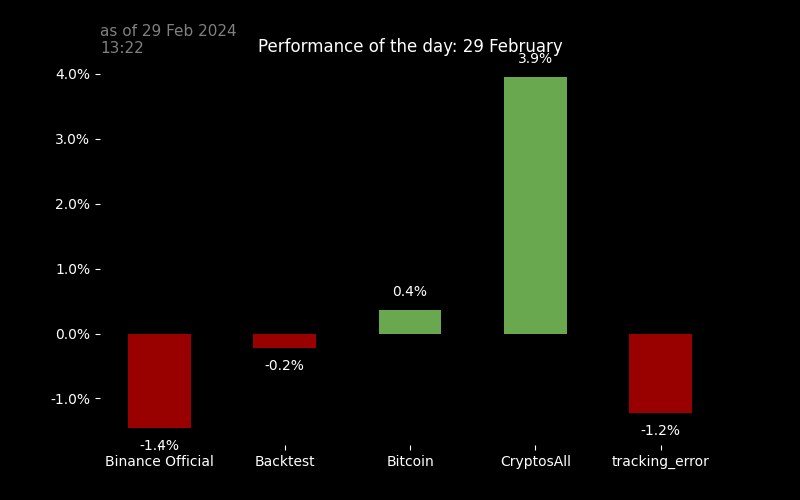 as of 29 Feb 2024
13:22
Performance of the day: 29 February
4.0%
3.0%
2.0%
1.0%
0.0%
-1.0%
-1.4%
-0.2%
0.4%
3.9%
-1.2%
Binance Official
Backtest
Bitcoin
CryptosAll
tracking_error